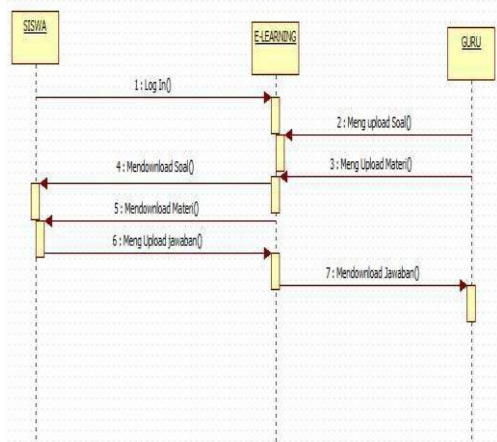 SISWA
E-LEARNING
GURU
1 : Log In()
2 : Meng upload Soal()
3 : Meng Upload Materi()
4 : Mendownload Soal()
5 : Mendownload Materi()
6 : Meng Upload jawaban()
7 : Mendownload Jawaban()